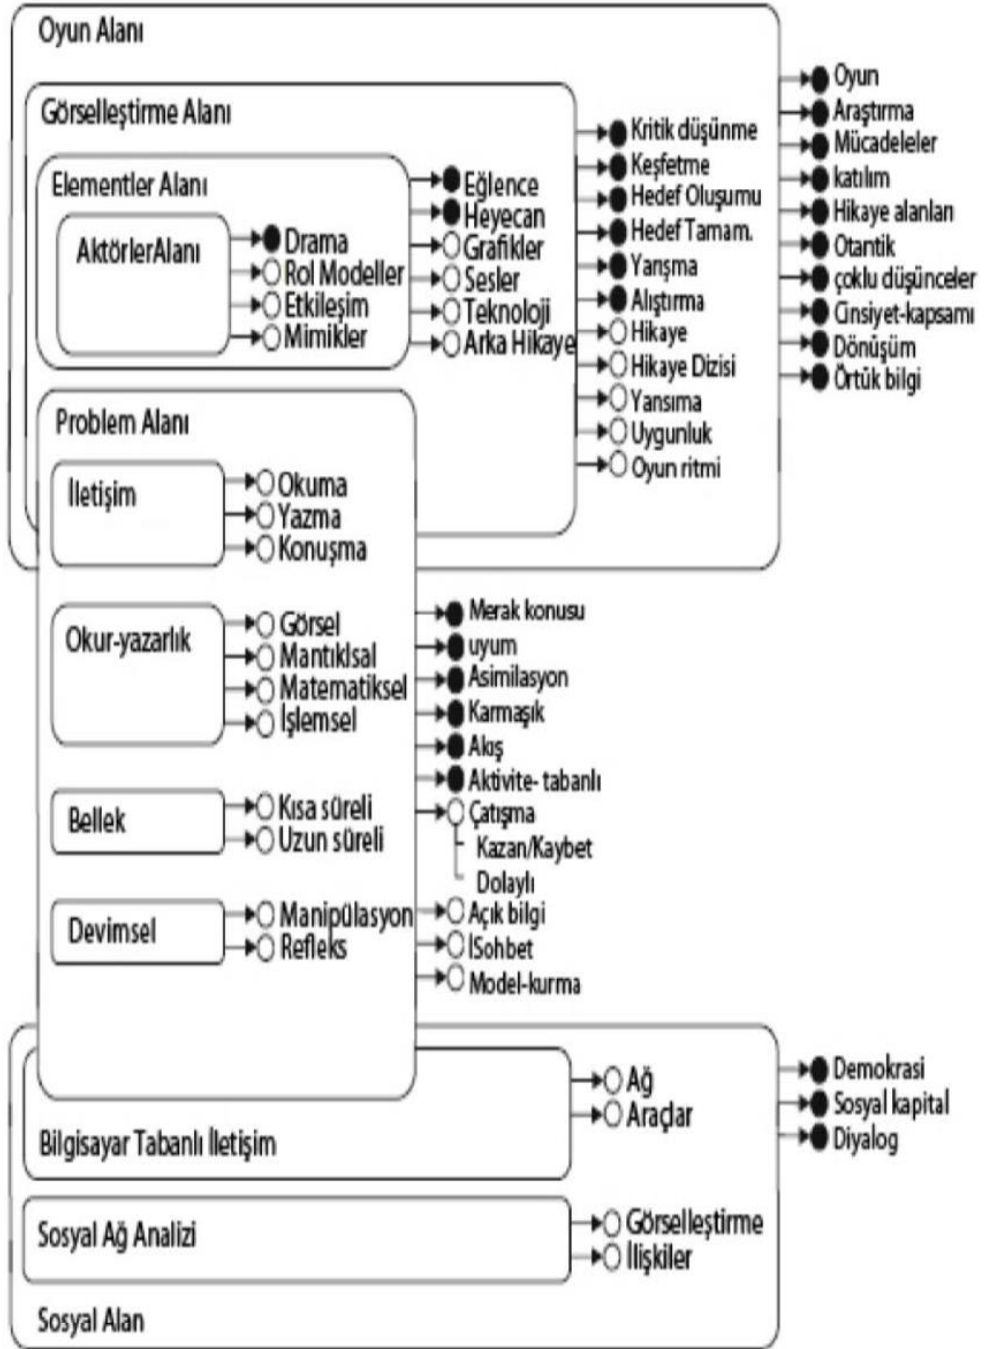 Oyun Alanı
Görselleştirme Alanı
Elementler Alanı
AktörlerAlanı
Drama
Rol Modeller
Etkileşim
Mimikler
Eğlence
Heyecan
Grafikler
Sesler
Teknoloji
Arka Hikaye
Kritik düşünme
Keşfetme
Hedef Oluşumu
Hedef Tamam.
Yarışma
Alıştırma
Hikaye
Hikaye Dizisi
Yansıma
Uygunluk
Oyun ritmi
Oyun
Araştırma
Mücadeleler
katılım
Hikaye alanları
Otantik
çoklu düşünceler
Cinsiyet-kapsamı
Dönüşüm
Örtük bilgi
Problem Alanı
İletişim
Okuma
Yazma
Konuşma
Okur-yazarlık
Görsel
Mantıklsal
Matematiksel
İşlemsel
Bellek
Kısa süreli
Uzun süreli
Devimsel
Manipülasyon
Refleks
Merak konusu
uyum
Asimilasyon
Karmaşık
Akış
Aktivite- tabanlı
Çatışma
Kazan/Kaybet
Dolaylı
Açık bilgi
İSohbet
Model-kurma
Ağ
Araçlar
Bilgisayar Tabanlı İletişim
Sosyal Ağ Analizi
Görselleştirme
İlişkiler
Sosyal Alan
Demokrasi
Sosyal kapital
Diyalog